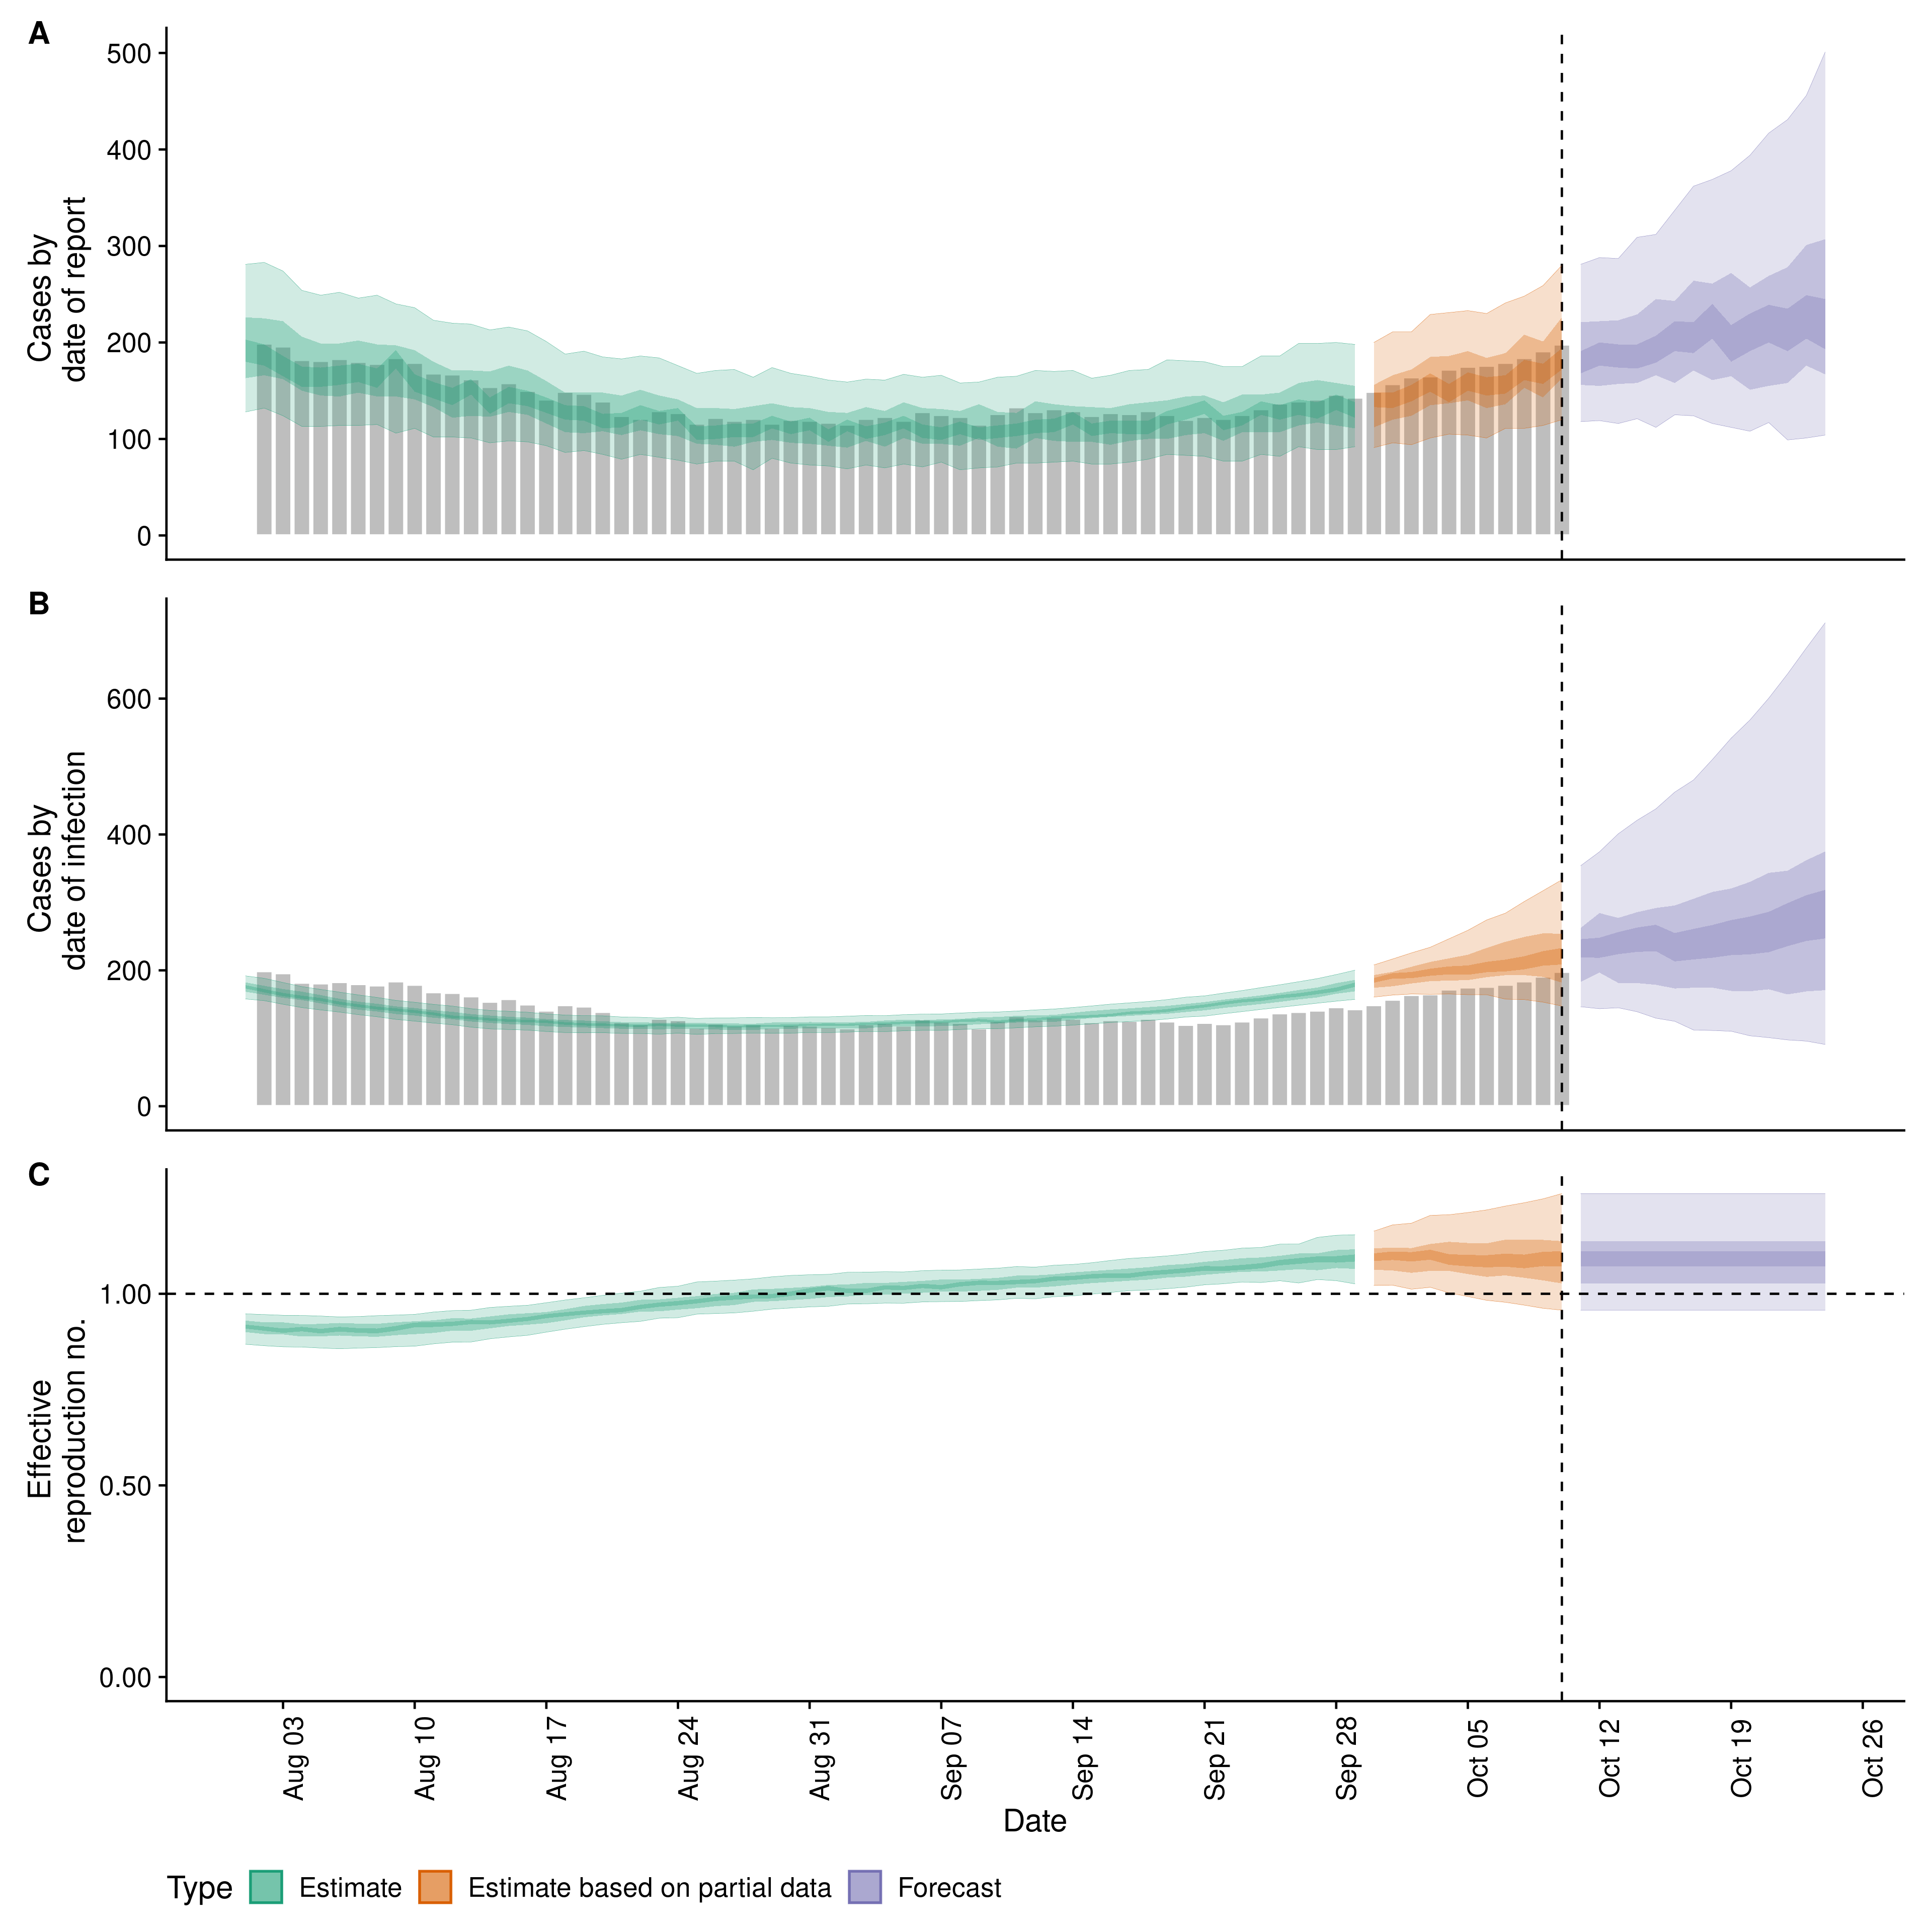 A
500
400
300
200
100
0
Cases by
date of report
B
600
400
200
0
Cases by
date of infection
C
1.00
0.50
0.00
Effective
reproduction no.
Aug 03
Aug 10
Aug 17
Aug 24
Aug 31
Sep 07
Sep 14
Sep 21
Sep 28
Oct 05
Oct 12
Oct 19
Oct 26
Date
Type Estimate Estimate based on partial data Forecast